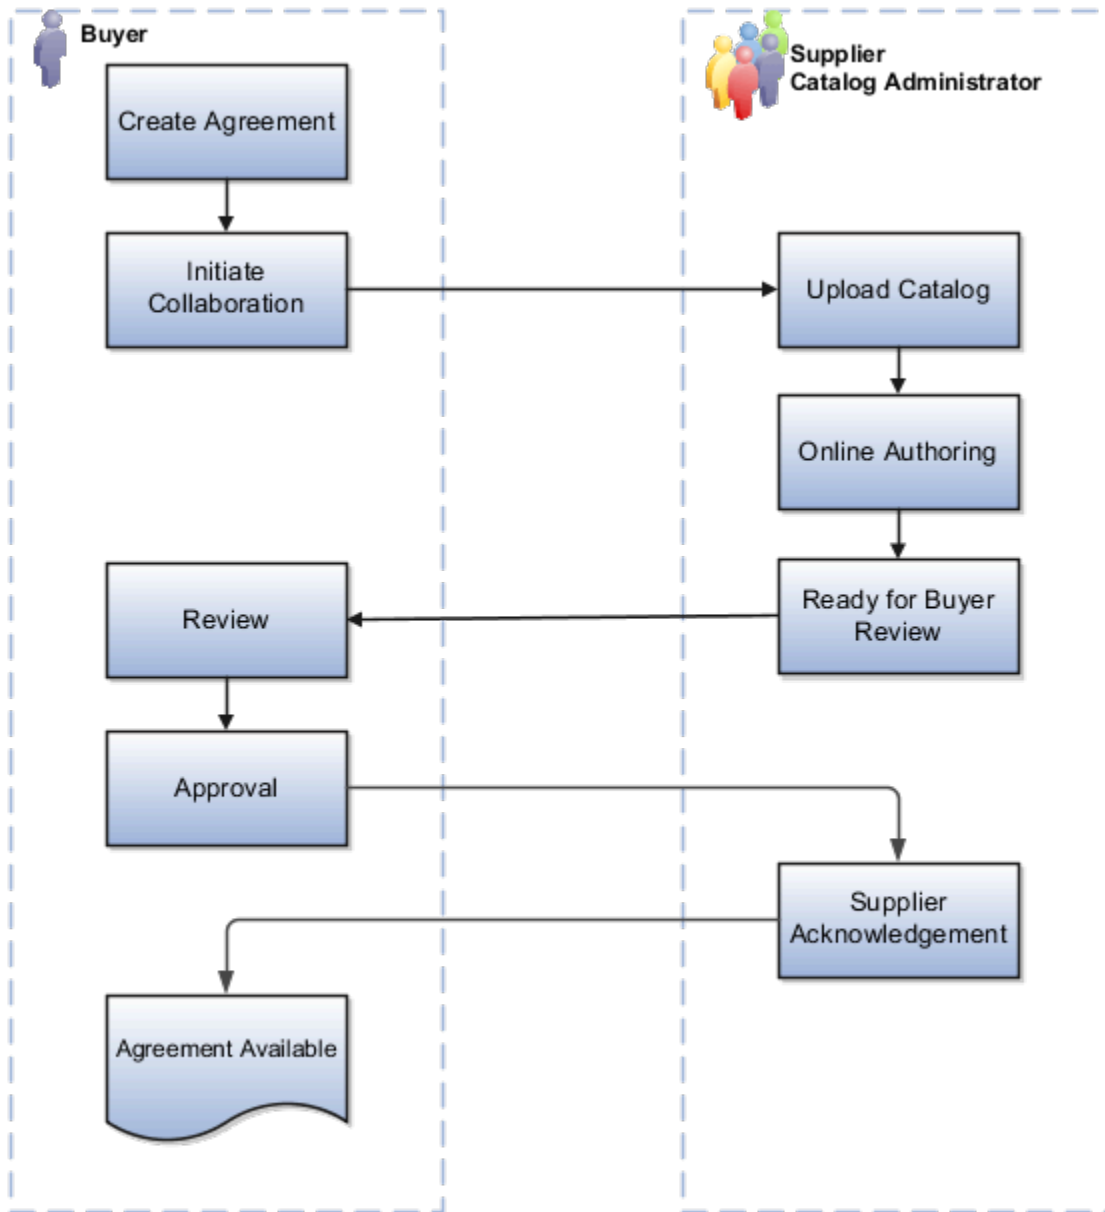 Buyer
Supplier
Catalog Administrator
Create Agreement
Initiate
Collaboration
Upload Catalog
Online Authoring
Ready for Buyer
Review
Review
Approval
Supplier
Acknowledgement
Agreement Available